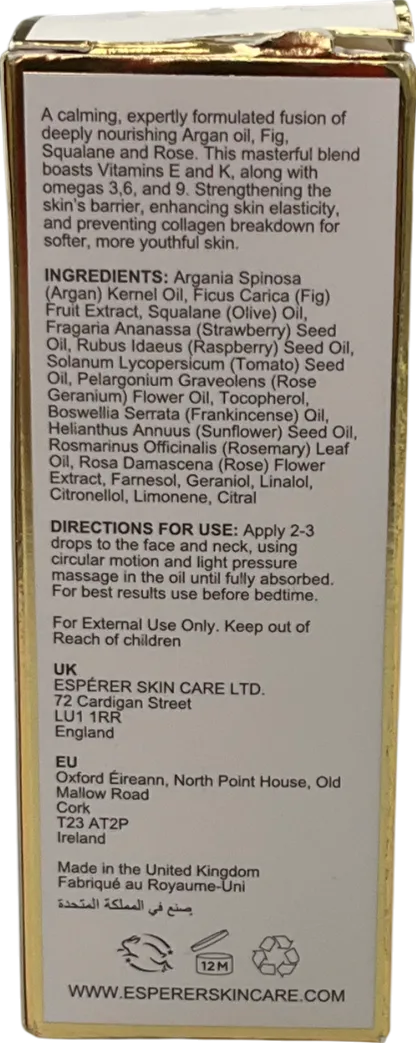 A calming, expertly formulated fusion of
deeply nourishing Argan oil, Fig,
Squalane and Rose. This masterful blend
boasts Vitamins E and K, along with
omegas 3,6, and 9. Strengthening the
skin's barrier, enhancing skin elasticity,
and preventing collagen breakdown for
softer, more youthful skin.
INGREDIENTS: Argania Spinosa
(Argan) Kernel Oil, Ficus Carica (Fig)
Fruit Extract, Squalane (Olive) Oil,
Fragaria Ananassa (Strawberry) Seed
Oil, Rubus Idaeus (Raspberry) Seed Oil,
Solanum Lycopersicum (Tomato) Seed
Oil, Pelargonium Graveolens (Rose
Geranium) Flower Oil, Tocopherol,
Boswellia Serrata (Frankincense) Oil,
Helianthus Annuus (Sunflower) Seed Oil,
Rosmarinus Officinalis (Rosemary) Leaf
Oil, Rosa Damascena (Rose) Flower
Extract, Farnesol, Geraniol, Linalol,
Citronellol, Limonene, Citral
DIRECTIONS FOR USE: Apply 2-3
drops to the face and neck, using
circular motion and light pressure
massage in the oil until fully absorbed.
For best results use before bedtime.
For External Use Only. Keep out of
Reach of children
UK
ESPÉRER SKIN CARE LTD.
72 Cardigan Street
LU1 1RR
England
EU
Oxford Éireann, North Point House, Old
Mallow Road
Cork
T23 AT2P
Ireland
Made in the United Kingdom
Fabriqué au Royaume-Uni
صنع في المملكة المتحدة
12M
WWW.ESPERERSKINCARE.COM